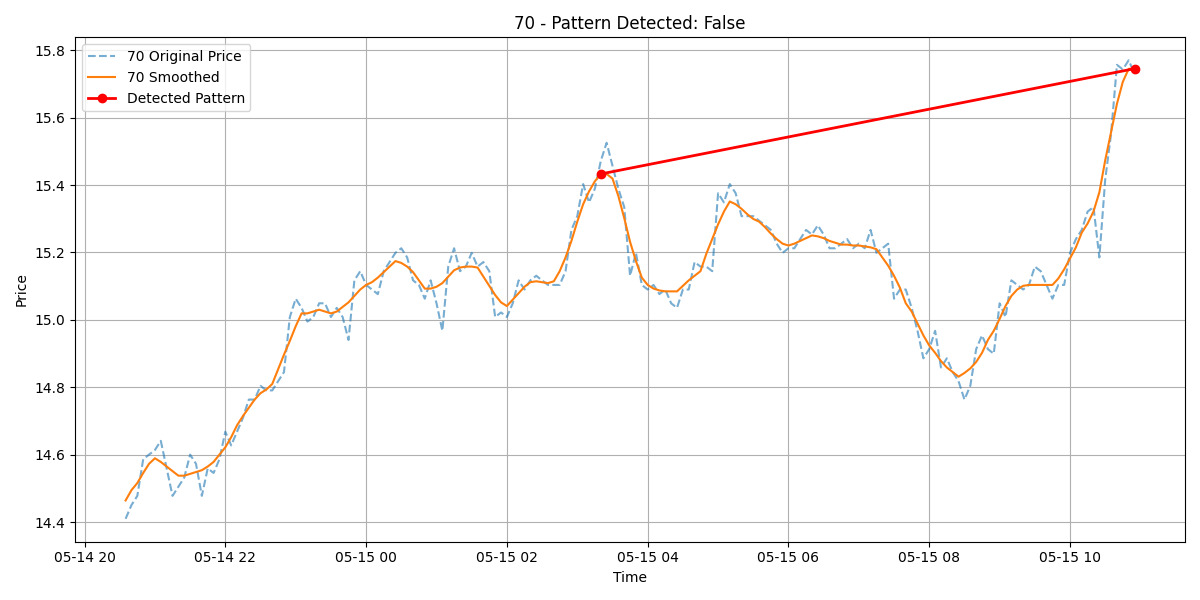 70 - Pattern Detected: False
70 Original Price
70 Smoothed
Detected Pattern
Price
15.8
15.6
15.4
15.2
15.0
14.8
14.6
14.4
05-14 20 05-14 22 05-15 00 05-15 02 05-15 04 05-15 06 05-15 08 05-15 10
Time